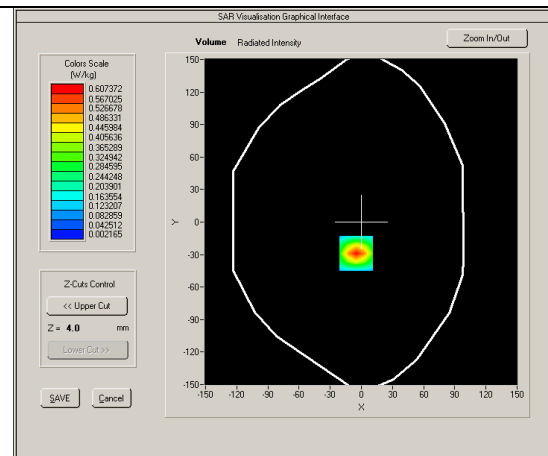 SAR Visualisation Graphical Interface
Volume Radiated Intensity
Zoom In/Out
Colors Scale
(W/kg)
0.607372
0.567025
0.526678
0.486331
0.445984
0.405636
0.365289
0.324942
0.284595
0.244248
0.203901
0.163554
0.123207
0.082859
0.042512
0.002165
Z-Cuts Control
<< Upper Cut
Z = 4.0 mm
Lower Cut >>
SAVE
Cancel
150
120
90
60
30
0
-30
-60
-90
-120
-150
Y
-150 -120 -90 -60 -30 0 30 60 90 120 150
X